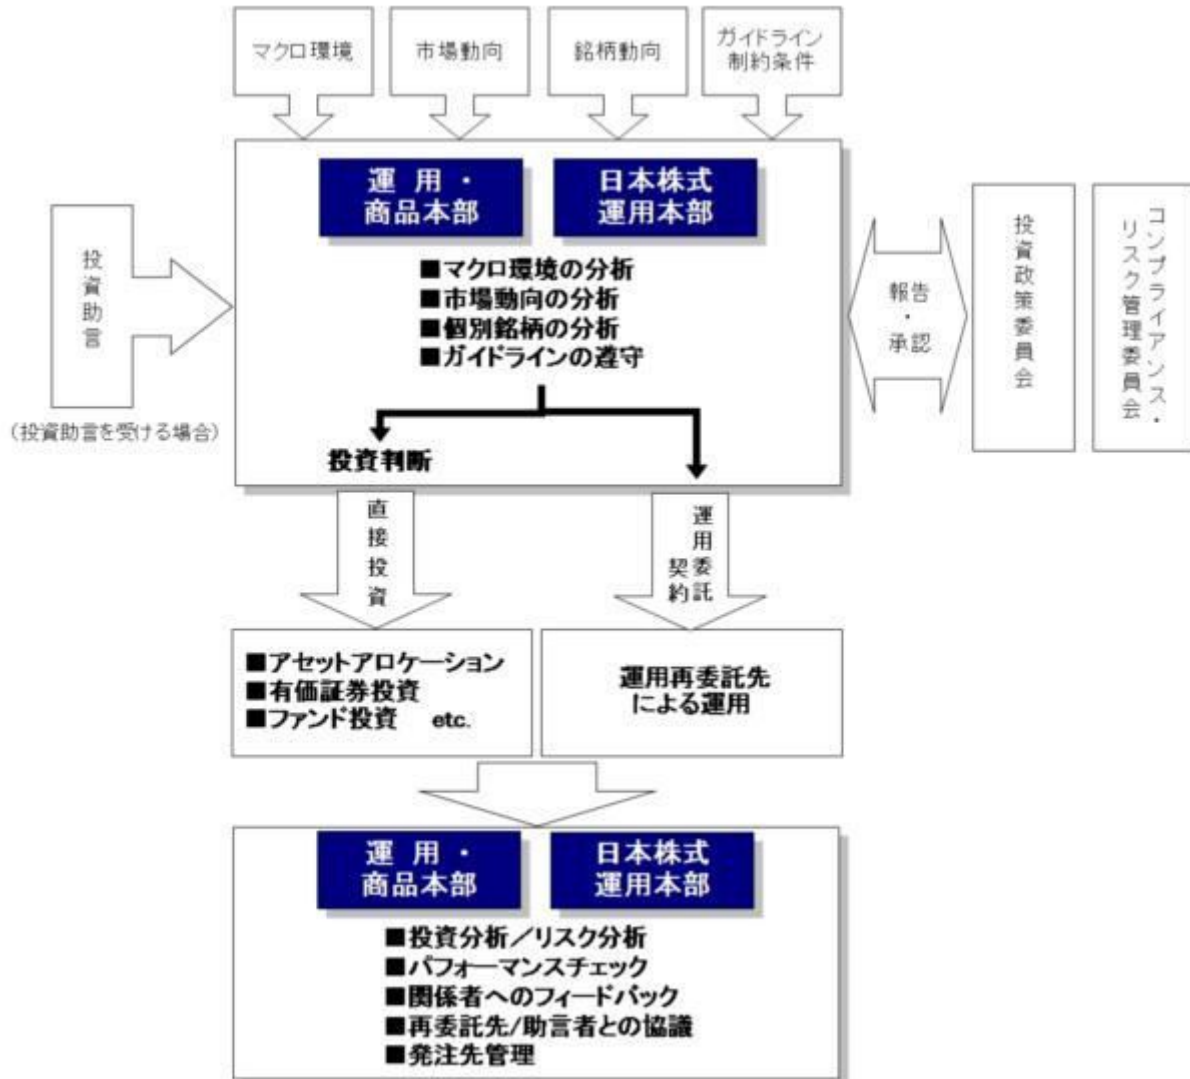 マクロ環境
市場動向
銘柄動向
ガイドライン
制約条件
運 用 ・
商品本部
日本株式
運用本部
■マクロ環境の分析
■市場動向の分析
■個別銘柄の分析
■ガイドラインの遵守
投資助言
(投資助言を受ける場合)
報告
・
承認
投資政策委員会
コンプライアンス・
リスク管理委員会
投資判断
直接投資
運用委託
契約
■アセットアロケーション
■有価証券投資
■ファンド投資 etc.
運用再委託先
による運用
運 用 ・
商品本部
日本株式
運用本部
■投資分析／リスク分析
■パフォーマンスチェック
■関係者へのフィードバック
■再委託先/助言者との協議
■発注先管理